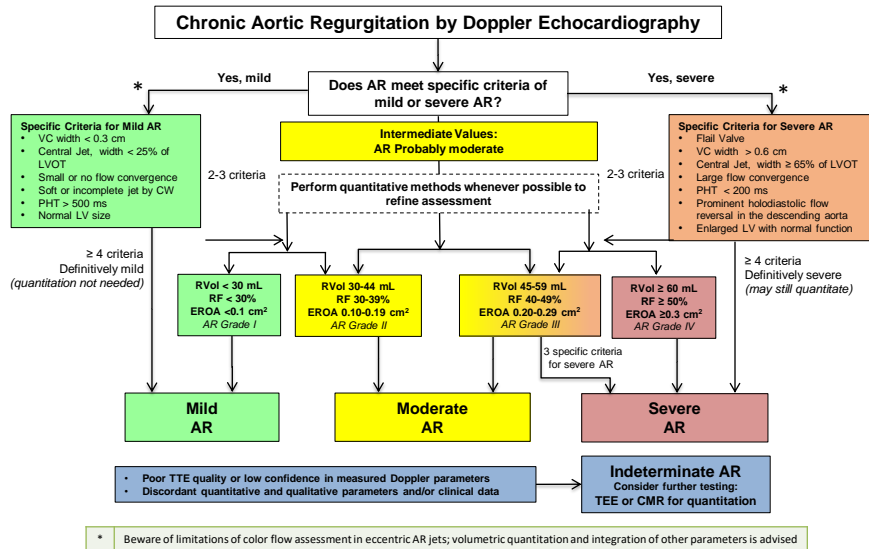 Chronic Aortic Regurgitation by Doppler Echocardiography
*
Yes, mild
Does AR meet specific criteria of
mild or severe AR?
Yes, severe
*
Specific Criteria for Mild AR
• VC width < 0.3 cm
• Central Jet, width < 25% of
LVOT
• Small or no flow convergence
• Soft or incomplete jet by CW
• PHT > 500 ms
• Normal LV size
Intermediate Values:
AR Probably moderate
Specific Criteria for Severe AR
• Flail Valve
• VC width > 0.6 cm
• Central Jet, width ≥ 65% of LVOT
• Large flow convergence
• PHT < 200 ms
• Prominent holodiastolic flow
reversal in the descending aorta
• Enlarged LV with normal function
2-3 criteria
Perform quantitative methods whenever possible to
refine assessment
2-3 criteria
≥ 4 criteria
Definitively mild
(quantitation not needed)
RVol < 30 mL
RF < 30%
EROA <0.1 cm²
AR Grade I
RVol 30-44 mL
RF 30-39%
EROA 0.10-0.19 cm²
AR Grade II
RVol 45-59 mL
RF 40-49%
EROA 0.20-0.29 cm²
AR Grade III
RVol ≥ 60 mL
RF ≥ 50%
EROA ≥0.3 cm²
AR Grade IV
≥ 4 criteria
Definitively severe
(may still quantitate)
3 specific criteria
for severe AR
Mild
AR
Moderate
AR
Severe
AR
• Poor TTE quality or low confidence in measured Doppler parameters
• Discordant quantitative and qualitative parameters and/or clinical data
Indeterminate AR
Consider further testing:
TEE or CMR for quantitation
* Beware of limitations of color flow assessment in eccentric AR jets; volumetric quantitation and integration of other parameters is advised